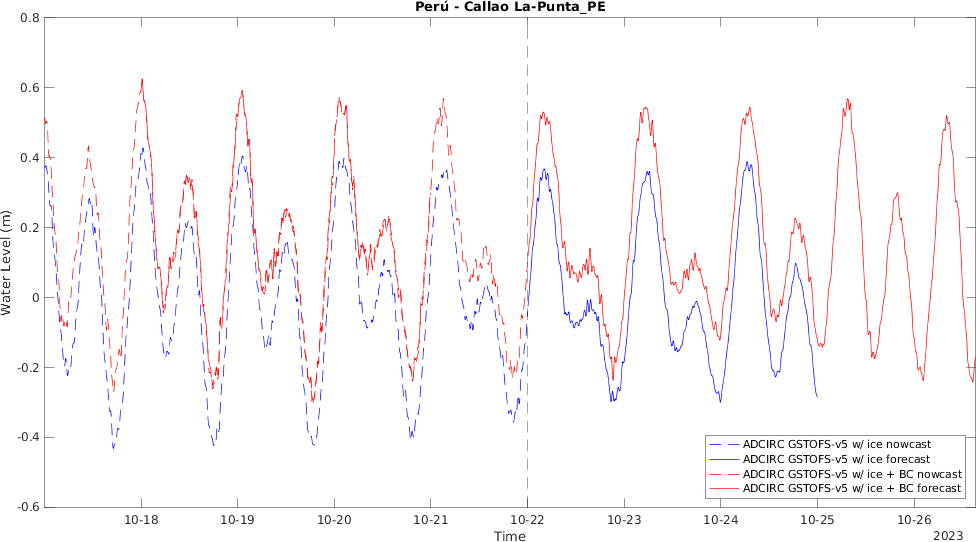 Perú - Callao La-Punta_PE
Water Level (m)
0.8
0.6
0.4
0.2
0
-0.2
-0.4
-0.6
10-18
10-19
10-20
10-21
10-22
10-23
10-24
10-25
10-26
Time
2023
ADCIRC GSTOFS-v5 w/ ice nowcast
ADCIRC GSTOFS-v5 w/ ice forecast
ADCIRC GSTOFS-v5 w/ ice + BC nowcast
ADCIRC GSTOFS-v5 w/ ice + BC forecast